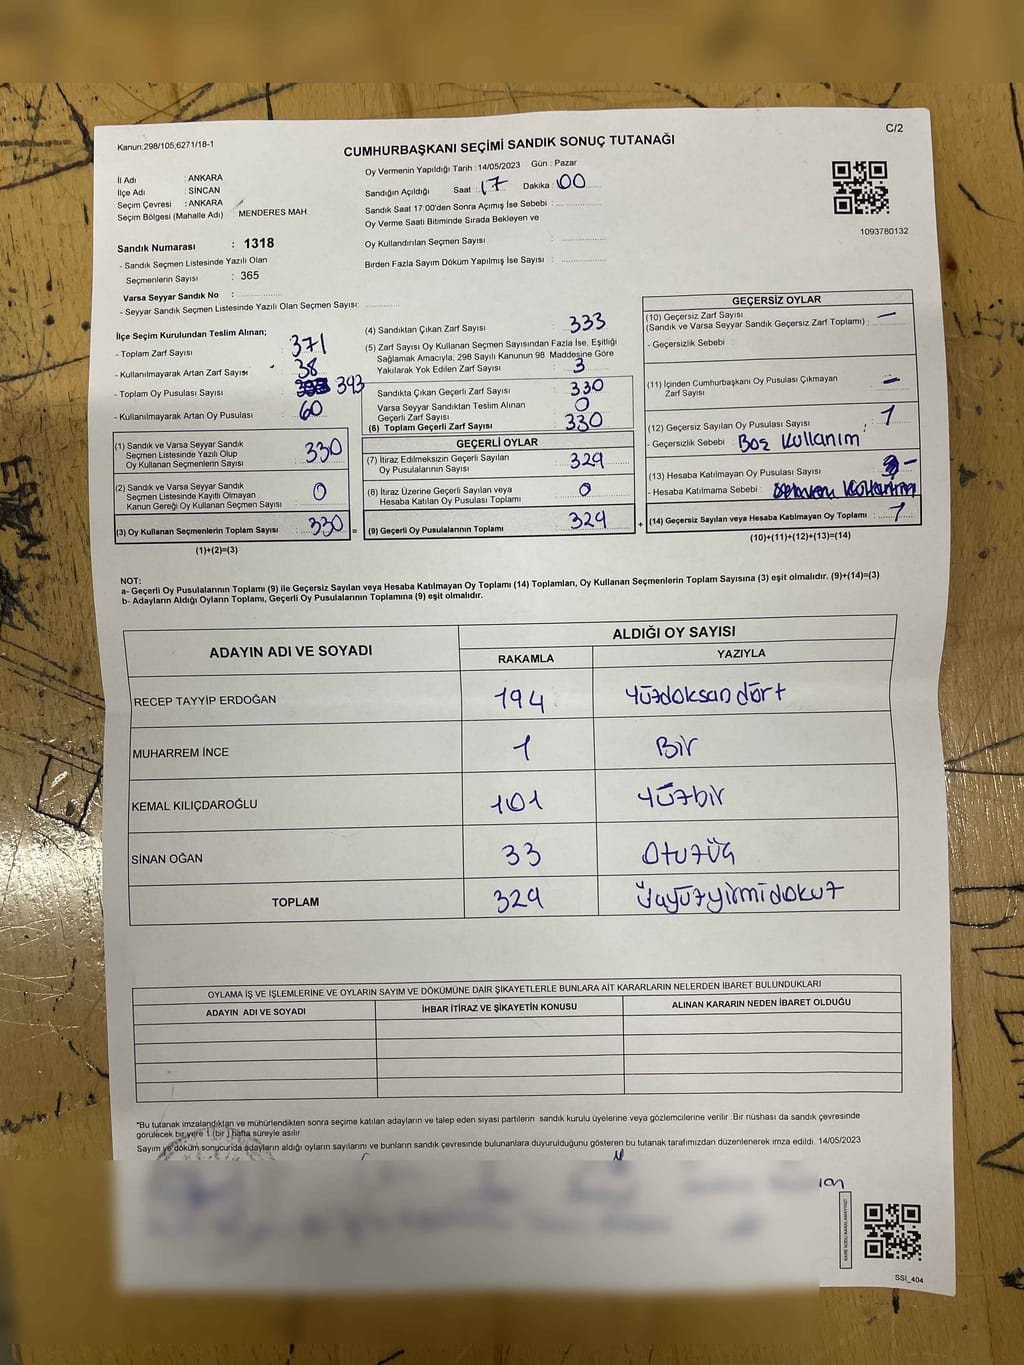 Kanun,298/105,6271/18-1
C/2
CUMHURBAŞKANI SEÇİMİ SANDIK SONUÇ TUTANAĞI
İl Adı : ANKARA
İlçe Adı : SİNCAN
Seçim Çevresi : ANKARA
Seçim Bölgesi (Mahalle Adı) : MENDERES MAH.
Sandık Numarası : 1318
- Sandık Seçmen Listesinde Yazılı Olan
Seçmenlerin Sayısı : 365
Varsa Seyyar Sandık No :
- Seyyar Sandık Seçmen Listesinde Yazılı Olan Seçmen Sayısı:
Oy Vermenin Yapıldığı Tarih : 14/05/2023 Gün : Pazar
Sandığın Açıldığı Saat 17 Dakika : 00
Sandık Saat 17:00'den Sonra Açımış İse Sebebi :
Oy Verme Saati Bitiminde Sırada Bekleyen ve
Oy Kullandırılan Seçmen Sayısı :
Birden Fazla Sayım Döküm Yapılmış İse Sayısı :
1093780132
İlçe Seçim Kurulundan Teslim Alınan;
- Toplam Zarf Sayısı : 371
- Kullanılmayarak Artan Zarf Sayısı : 38
- Toplam Oy Pusulası Sayısı : 393
- Kullanılmayarak Artan Oy Pusulası : 60
(1) Sandık ve Varsa Seyyar Sandık
Seçmen Listesinde Yazılı Olup
Oy Kullanan Seçmenlerin Sayısı : 330
(2) Sandık ve Varsa Seyyar Sandık
Seçmen Listesinde Kayıtlı Olmayan
Kanun Gereği Oy Kullanan Seçmen Sayısı : 0
(3) Oy Kullanan Seçmenlerin Toplam Sayısı : 330 =
(1)+(2)=(3)
(4) Sandıktan Çıkan Zarf Sayısı : 333
(5) Zarf Sayısı Oy Kullanan Seçmen Sayısından Fazla İse, Eşitliği
Sağlamak Amacıyla, 298 Sayılı Kanunun 98. Maddesine Göre
Yakılarak Yok Edilen Zarf Sayısı : 3
Sandıkta Çıkan Geçerli Zarf Sayısı : 330
Varsa Seyyar Sandıktan Teslim Alınan
Geçerli Zarf Sayısı : 0
(6) Toplam Geçerli Zarf Sayısı : 330
GEÇERLİ OYLAR
(7) İtiraz Edilmeksizin Geçerli Sayılan
Oy Pusulalarının Sayısı : 329
(8) İtiraz Üzerine Geçerli Sayılan veya
Hesaba Katılan Oy Pusulası Toplamı : 0
(9) Geçerli Oy Pusulalarının Toplamı : 329 +
GEÇERSİZ OYLAR
(10) Geçersiz Zarf Sayısı
(Sandık ve Varsa Seyyar Sandık Geçersiz Zarf Toplamı) : —
- Geçersizlik Sebebi :
(11) İçinden Cumhurbaşkanı Oy Pusulası Çıkmayan
Zarf Sayısı : —
(12) Geçersiz Sayılan Oy Pusulası Sayısı : 1
- Geçersizlik Sebebi : Boş Kullanım
(13) Hesaba Katılmayan Oy Pusulası Sayısı : —
- Hesaba Katılmama Sebebi :
(14) Geçersiz Sayılan veya Hesaba Katılmayan Oy Toplamı : 1
(10)+(11)+(12)+(13)=(14)
NOT:
a- Geçerli Oy Pusulalarının Toplamı (9) ile Geçersiz Sayılan veya Hesaba Katılmayan Oy Toplamı (14) Toplamları, Oy Kullanan Seçmenlerin Toplam Sayısına (3) eşit olmalıdır. (9)+(14)=(3)
b- Adayların Aldığı Oyların Toplamı, Geçerli Oy Pusulalarının Toplamına (9) eşit olmalıdır.
ADAYIN ADI VE SOYADI ALDIĞI OY SAYISI
RAKAMLA YAZIYLA
RECEP TAYYİP ERDOĞAN 194 Yüzdoksandört
MUHARREM İNCE 1 Bir
KEMAL KILIÇDAROĞLU 101 Yüzbir
SİNAN OĞAN 33 Otuzüç
TOPLAM 329 Üçyüzyirmidokuz
OYLAMA İŞ VE İŞLEMLERİNE VE OYLARIN SAYIM VE DÖKÜMÜNE DAİR ŞİKAYETLERLE BUNLARA AİT KARARLARIN NELERDEN İBARET BULUNDUKLARI
ADAYIN ADI VE SOYADI İHBAR İTİRAZ VE ŞİKAYETİN KONUSU ALINAN KARARIN NEDEN İBARET OLDUĞU
*Bu tutanak imzalandıktan ve mühürlendikten sonra seçime katılan adayların ve talep eden siyasi partilerin sandık kurulu üyelerine veya gözlemcilerine verilir .Bir nüshası da sandık çevresinde
görülecek bir yere 1 (bir ) hafta süreyle asılır.
Sayım ve döküm sonucunda adayların aldığı oyların sayılarını ve bunların sandık çevresinde bulunanlara duyurulduğunu gösteren bu tutanak tarafımızdan düzenlenerek imza edildi. 14/05/2023
SSI_404